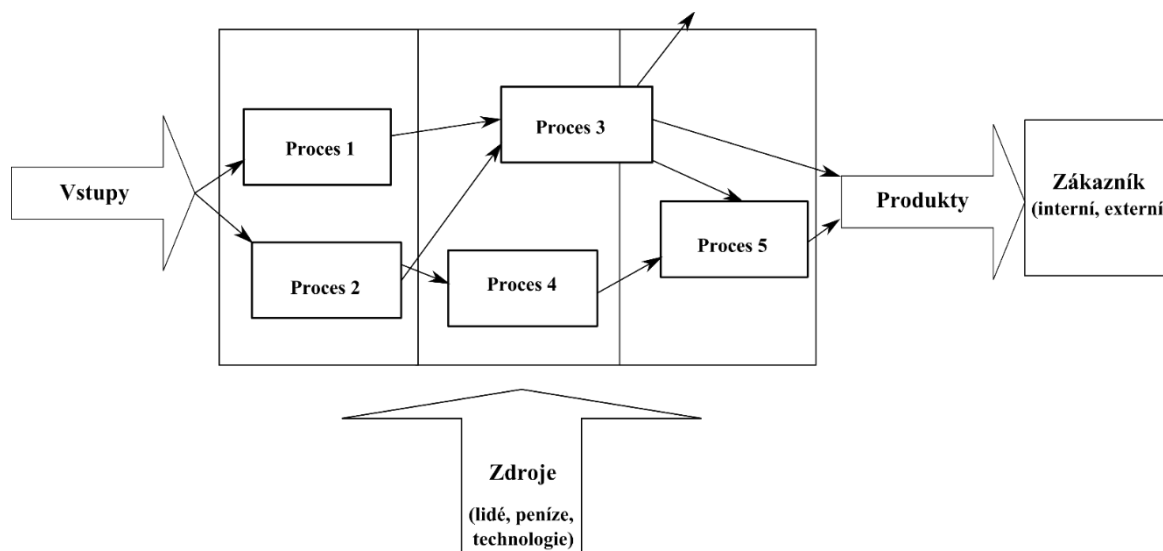 Vstupy
Proces 1
Proces 2
Proces 3
Proces 4
Proces 5
Produkty
Zákazník
(interní, externí
Zdroje
(lidé, peníze,
technologie)